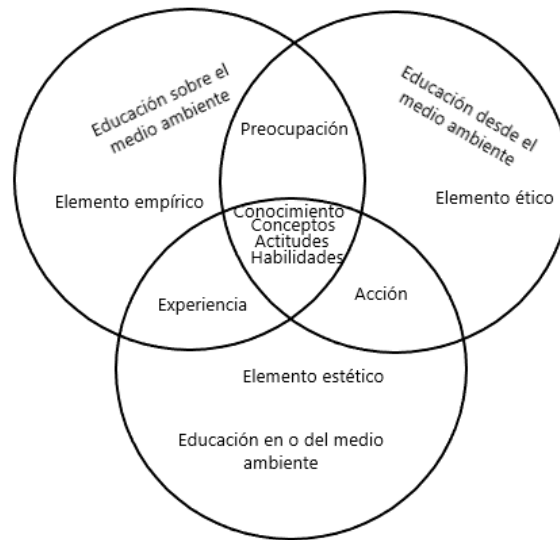 Educación sobre el
medio ambiente
Educación desde el
medio ambiente
Preocupación
Elemento empírico
Elemento ético
Conocimiento
Conceptos
Actitudes
Habilidades
Experiencia
Acción
Elemento estético
Educación en o del medio
ambiente